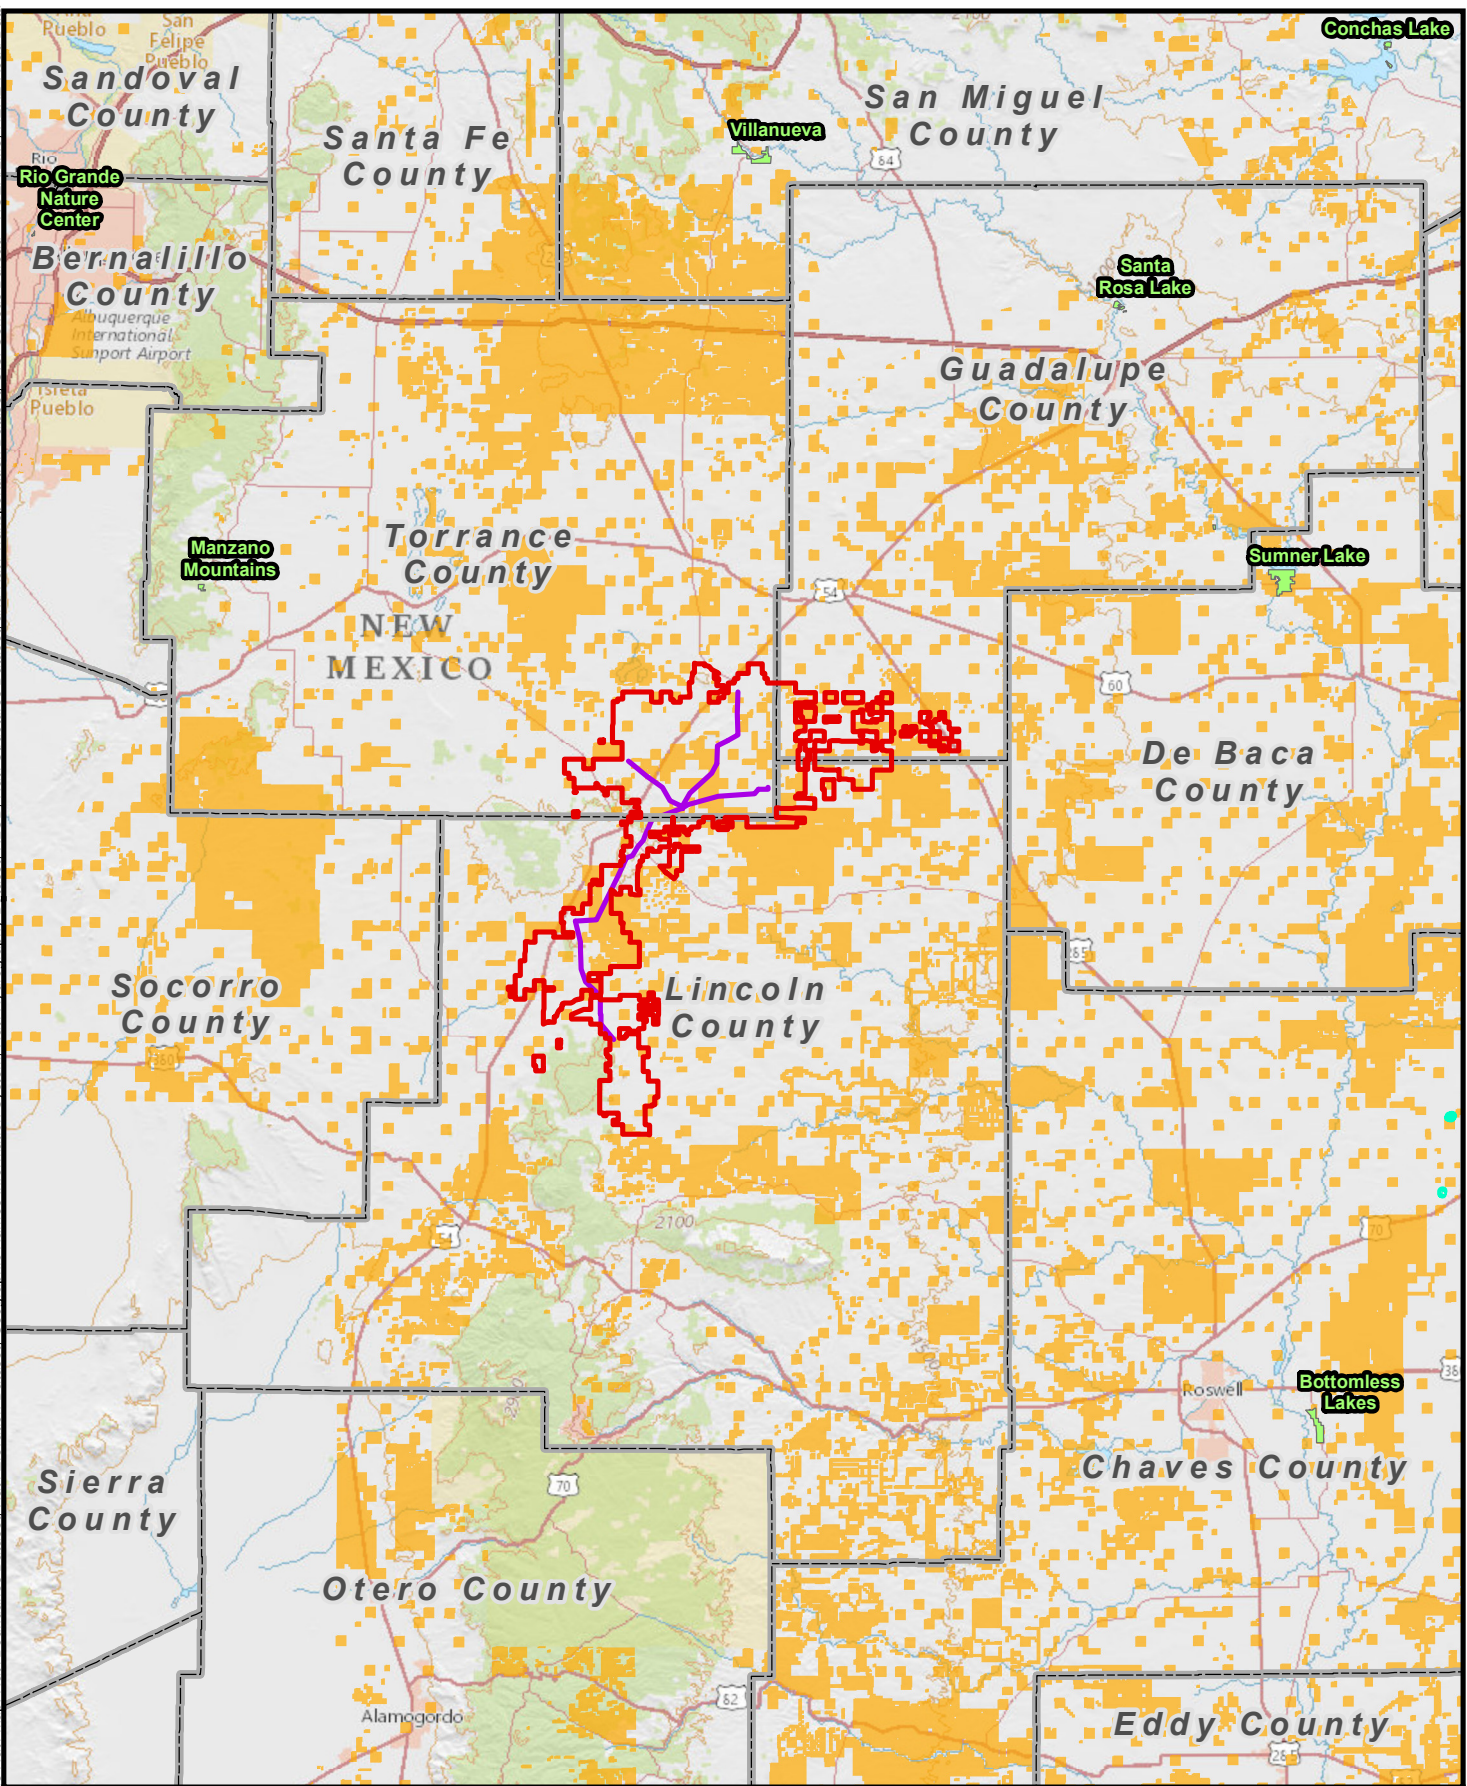 Pueblo
San
Felipe
Pueblo
2100
Conchas Lake
Sandoval
County
San Miguel
County
Santa Fe
County
Villanueva
84
Rio
Rio Grande
Nature
Center
Bernalillo
County
Santa
Rosa Lake
Albuquerque
International
Sunport Airport
Guadalupe
County
Isleta
Pueblo
Torrance
County
Manzano
Mountains
Sumner Lake
54
NEW
MEXICO
60
De Baca
County
285
Socorro
County
Lincoln
County
380
2100
70
54
1500
Roswell
380
Bottomless
Lakes
Sierra
County
70
Chaves County
Otero County
Alamogordo
82
Eddy County
285